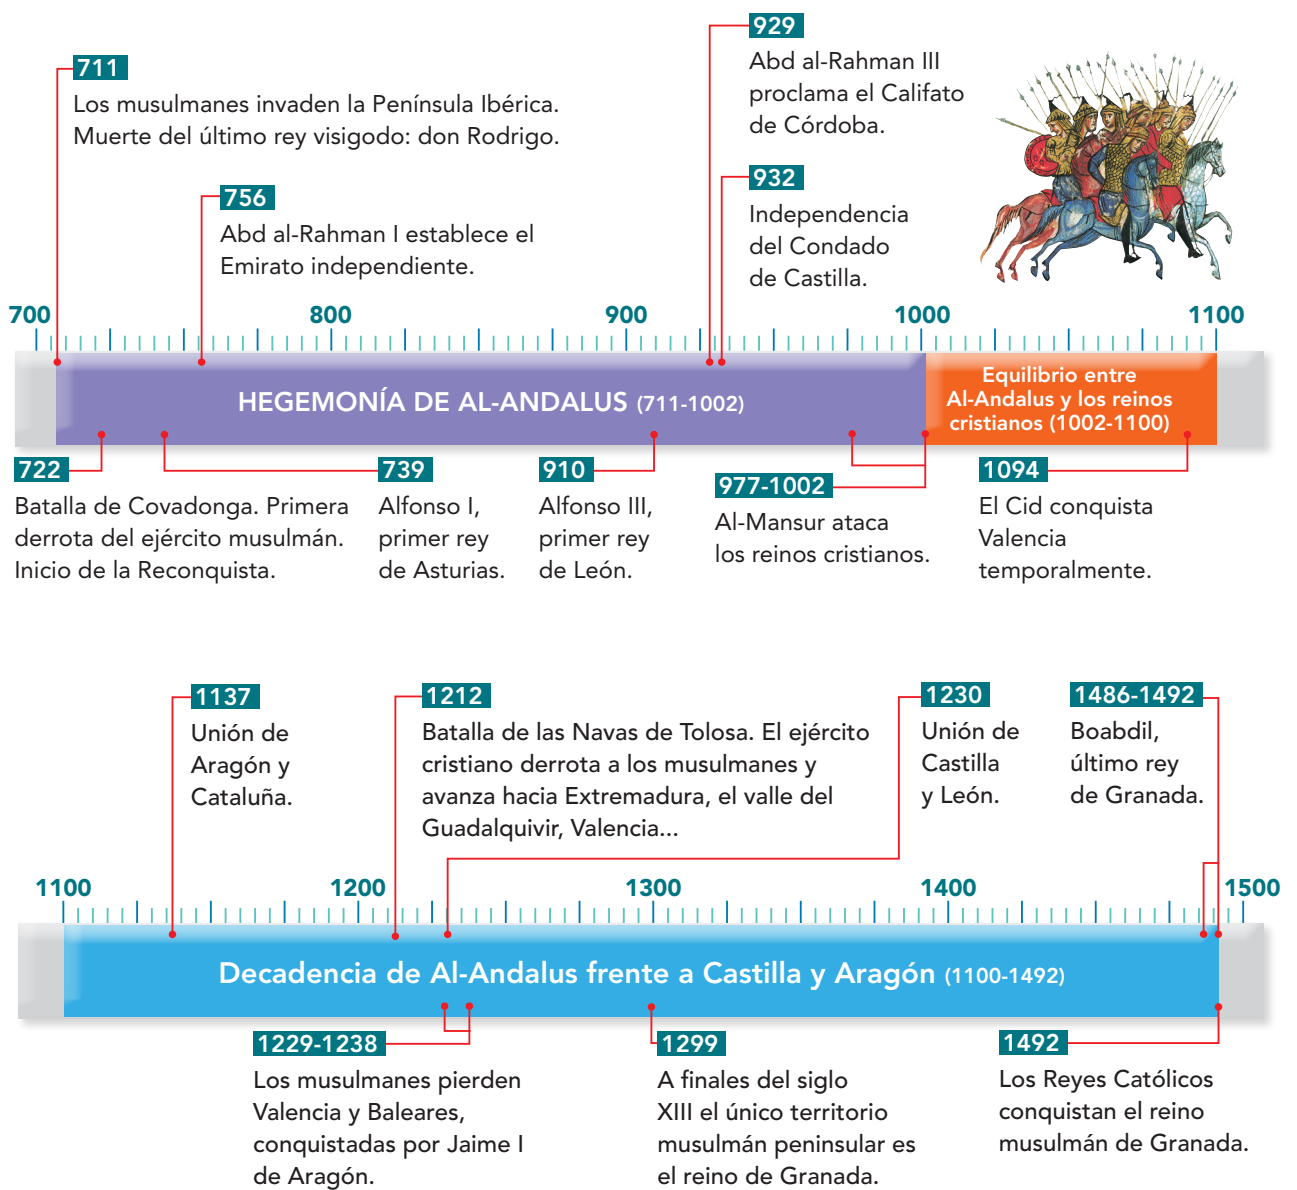 711
Los musulmanes invaden la Península Ibérica.
Muerte del último rey visigodo: don Rodrigo.
756
Abd al-Rahman I establece el
Emirato independiente.
929
Abd al-Rahman III
proclama el Califato
de Córdoba.
932
Independencia
del Condado
de Castilla.
700 800 900 1000 1100
HEGEMONÍA DE AL-ANDALUS (711-1002)
Equilibrio entre
Al-Andalus y los reinos
cristianos (1002-1100)
722
Batalla de Covadonga. Primera
derrota del ejército musulmán.
Inicio de la Reconquista.
739
Alfonso I,
primer rey
de Asturias.
910
Alfonso III,
primer rey
de León.
977-1002
Al-Mansur ataca
los reinos cristianos.
1094
El Cid conquista
Valencia
temporalmente.
1137
Unión de
Aragón y
Cataluña.
1212
Batalla de las Navas de Tolosa. El ejército
cristiano derrota a los musulmanes y
avanza hacia Extremadura, el valle del
Guadalquivir, Valencia...
1230
Unión de
Castilla
y León.
1486-1492
Boabdil,
último rey
de Granada.
1100 1200 1300 1400 1500
Decadencia de Al-Andalus frente a Castilla y Aragón (1100-1492)
1229-1238
Los musulmanes pierden
Valencia y Baleares,
conquistadas por Jaime I
de Aragón.
1299
A finales del siglo
XIII el único territorio
musulmán peninsular es
el reino de Granada.
1492
Los Reyes Católicos
conquistan el reino
musulmán de Granada.